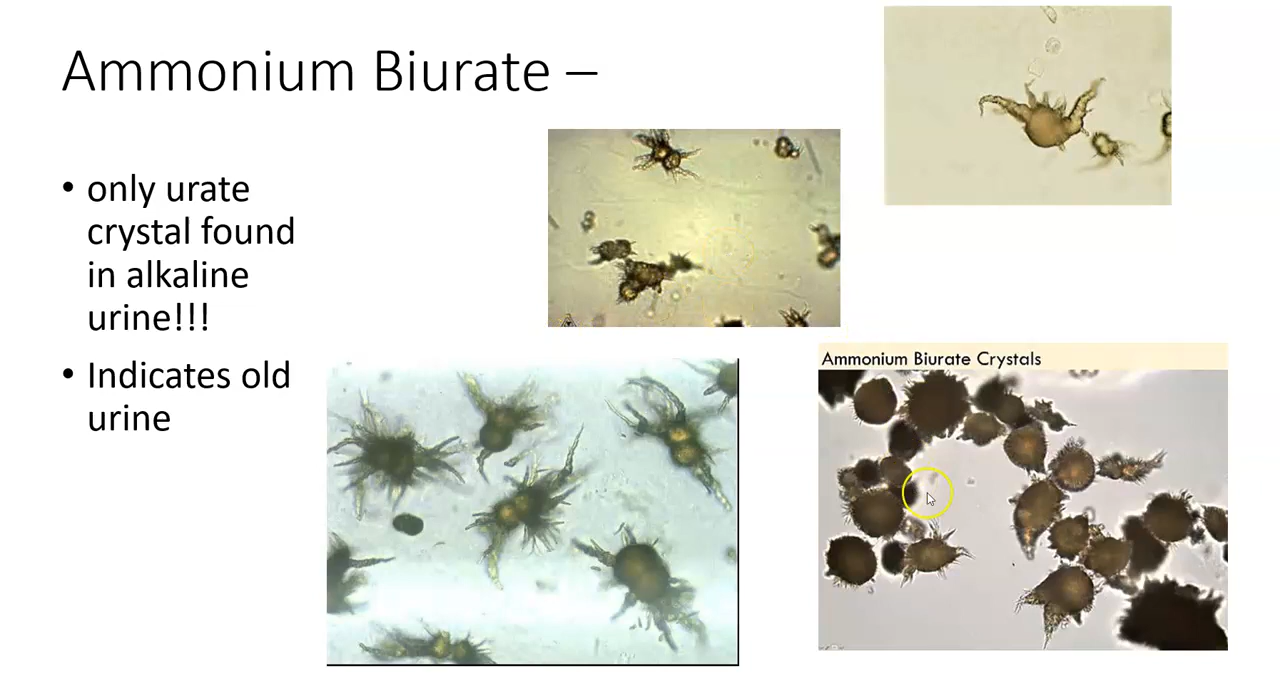 Ammonium Biurate –
• only urate
crystal found
in alkaline
urine!!!
• Indicates old
urine
Ammonium Biurate Crystals